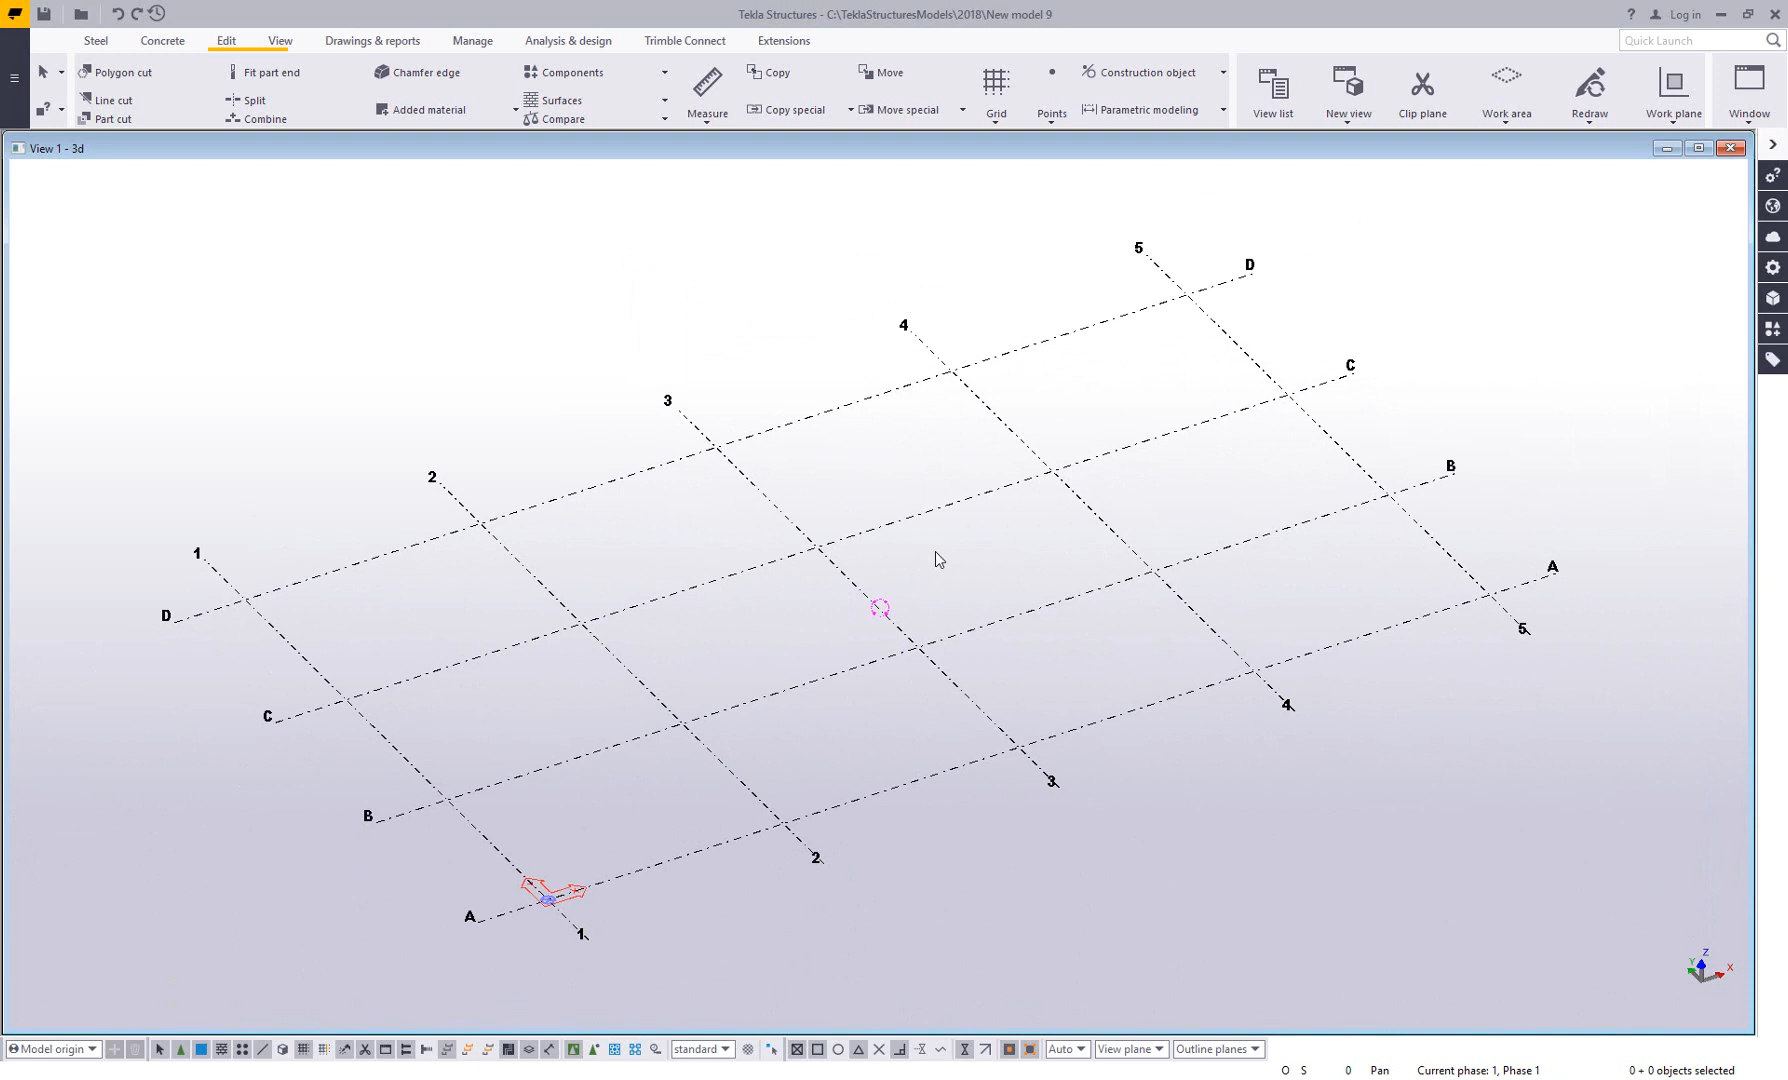 Tekla Structures - C:\TeklaStructuresModels\2018\New model 9
? Log in
Steel Concrete Edit View Drawings & reports Manage Analysis & design Trimble Connect Extensions
Quick Launch
Polygon cut
Line cut
Part cut
Fit part end
Split
Combine
Chamfer edge
Added material
Components
Surfaces
Compare
Measure
Copy
Copy special
Move
Move special
Grid
Points
Construction object
Parametric modeling
View list
New view
Clip plane
Work area
Redraw
Work plane
Window
View 1 - 3d
5
D
4
C
3
B
2
1
A
D
5
C
4
3
B
2
A
1
Z
Y
X
Model origin
standard
Auto
View plane
Outline planes
O S 0 Pan Current phase: 1, Phase 1 0 + 0 objects selected